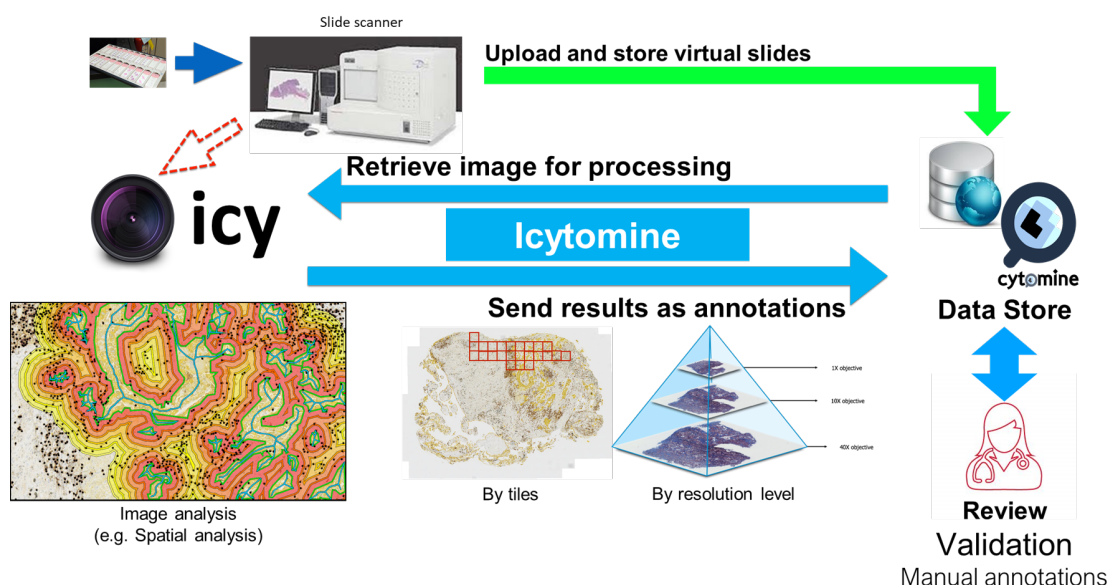 Slide scanner
Upload and store virtual slides
Retrieve image for processing
icy
Icytomine
cytomine
Send results as annotations
Data Store
1X objective
10X objective
40X objective
By tiles
By resolution level
Image analysis
(e.g. Spatial analysis)
Review
Validation
Manual annotations